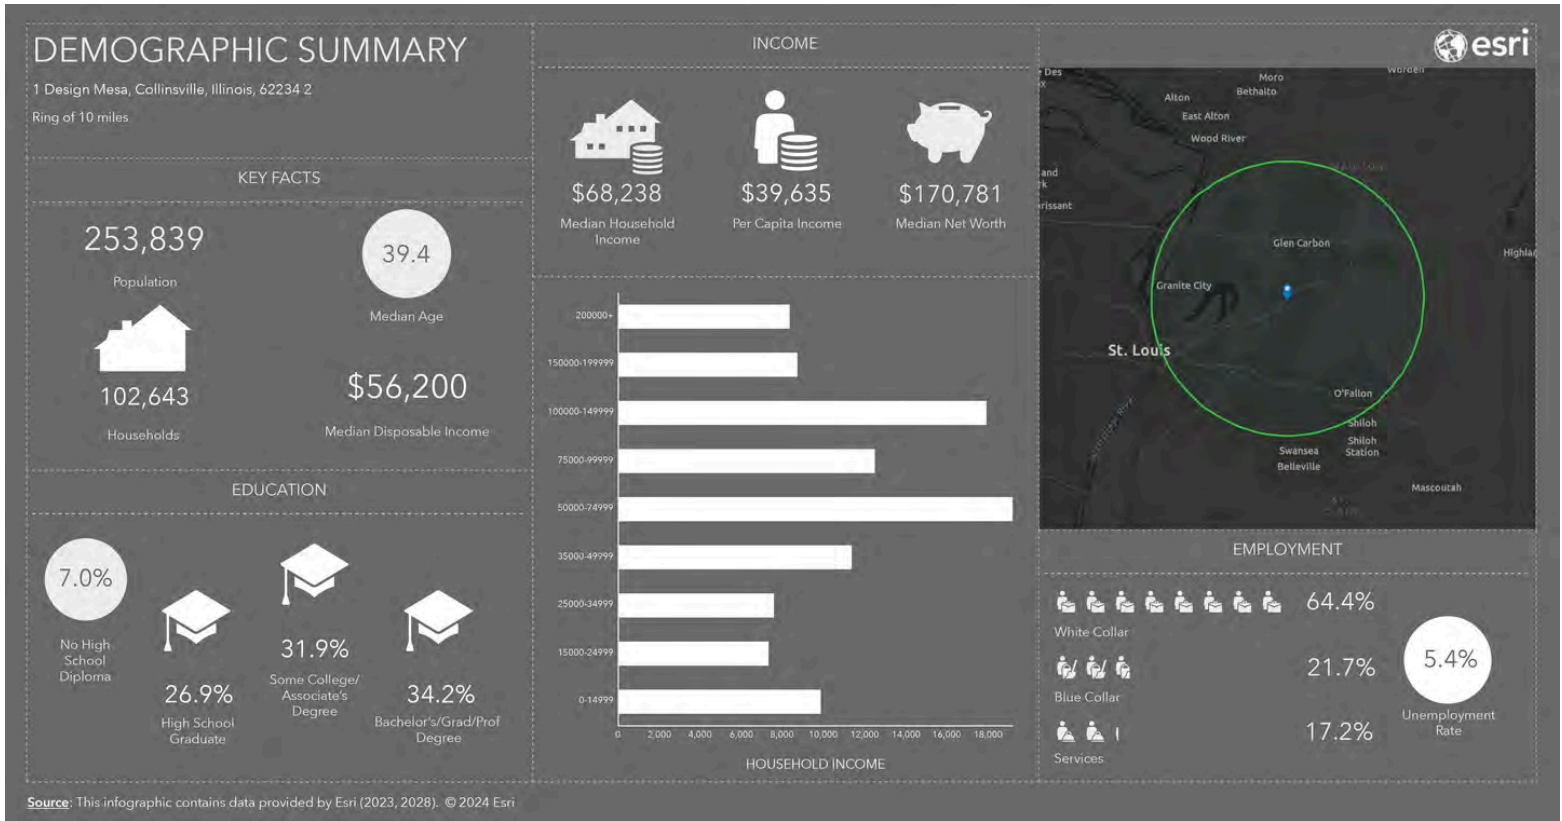 DEMOGRAPHIC SUMMARY
1 Design Mesa, Collinsville, Illinois, 62234 2
Ring of 10 miles
KEY FACTS
253,839
Population
39.4
Median Age
102,643
Households
$56,200
Median Disposable Income
EDUCATION
7.0%
No High
School
Diploma
26.9%
High School
Graduate
31.9%
Some College/
Associate's
Degree
34.2%
Bachelor's/Grad/Prof
Degree
INCOME
$68,238
Median Household
Income
$39,635
Per Capita Income
$170,781
Median Net Worth
200000+
150000-199999
100000-149999
75000-99999
50000-74999
35000-49999
25000-34999
15000-24999
0-14999
0 2,000 4,000 6,000 8,000 10,000 12,000 14,000 16,000 18,000
HOUSEHOLD INCOME
esri
Des
Moro
Worden
Bethalto
Alton
East Alton
Wood River
and
rissant
Glen Carbon
Highlan
Granite City
St. Louis
O'Fallon
Shiloh
Shiloh
Station
Swansea
Belleville
Mascoutah
EMPLOYMENT
64.4%
White Collar
21.7%
Blue Collar
17.2%
Services
5.4%
Unemployment
Rate
Source: This infographic contains data provided by Esri (2023, 2028). © 2024 Esri